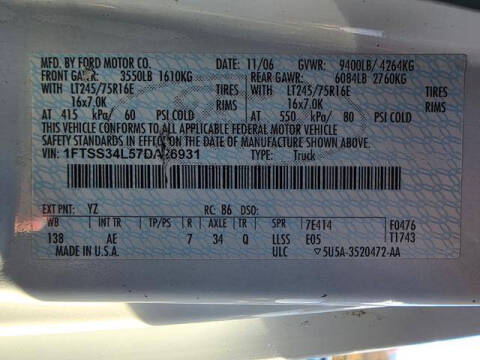 MFD. BY FORD MOTOR CO. DATE: 11/06 GVWR: 9400LB/ 4264KG
FRONT GAWR: 3550LB 1610KG REAR GAWR: 6084LB 2760KG
WITH LT245/75R16E TIRES WITH LT245/75R16E TIRES
16x7.0K RIMS 16x7.0K RIMS
AT 415 kPa/ 60 PSI COLD AT 550 kPa/ 80 PSI COLD
THIS VEHICLE CONFORMS TO ALL APPLICABLE FEDERAL MOTOR VEHICLE
SAFETY STANDARDS IN EFFECT ON THE DATE OF MANUFACTURE SHOWN ABOVE.
VIN: TYPE: Truck
EXT PNT: YZ RC: B6 DSO:
WB INT TR TP/PS R AXLE TR SPR 7E414 F0476
138 AE 7 34 Q LLSS E05 T1743
MADE IN U.S.A. ULC 5U5A-3520472-AA